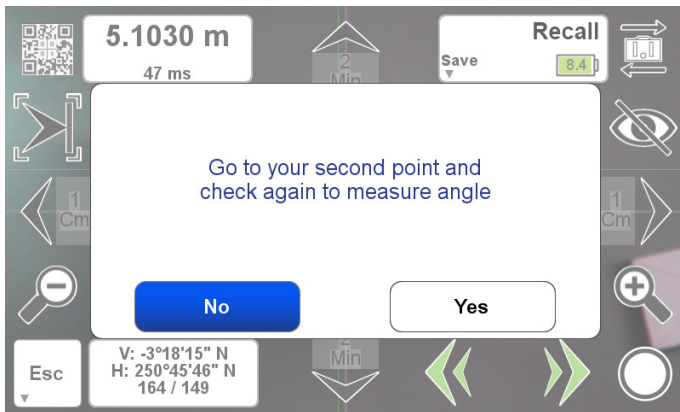 5.1030 m
47 ms
2
Min
Recall
Save
8.4
Go to your second point and
check again to measure angle
1
Cm
1
Cm
No
Yes
Esc
V: -3°18'15" N
H: 250°45'46" N
164 / 149
2
Min